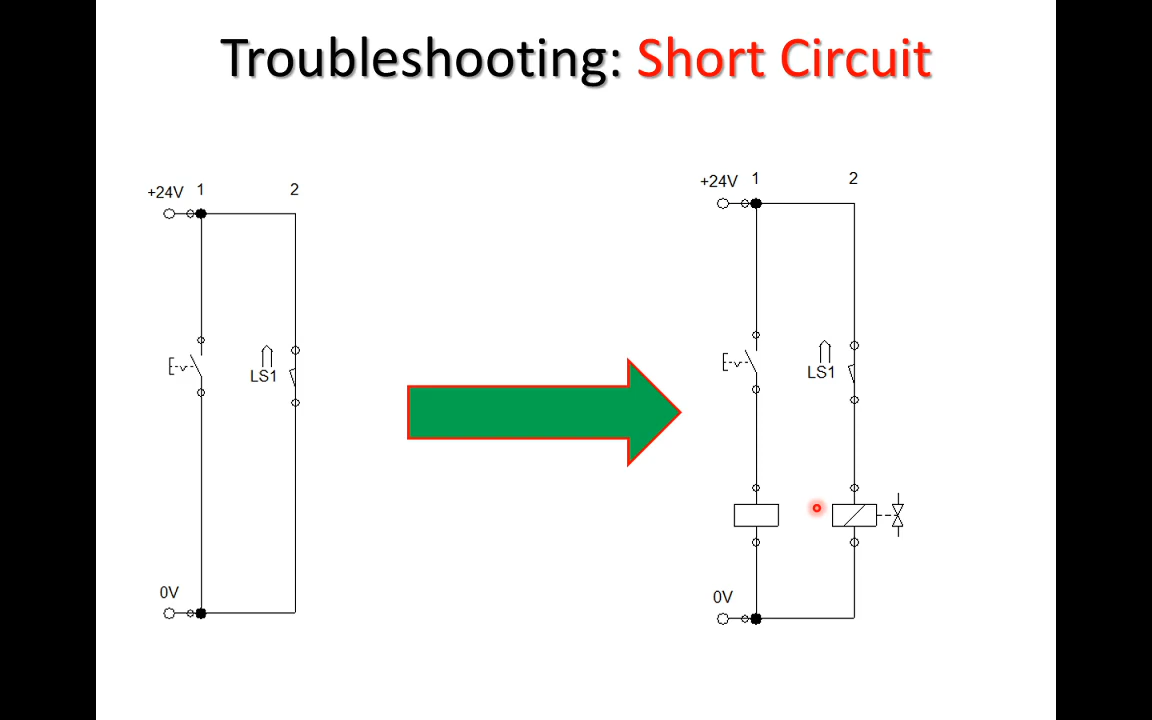 Troubleshooting: Short Circuit
+24V 1 2
LS1
0V
+24V 1 2
LS1
0V